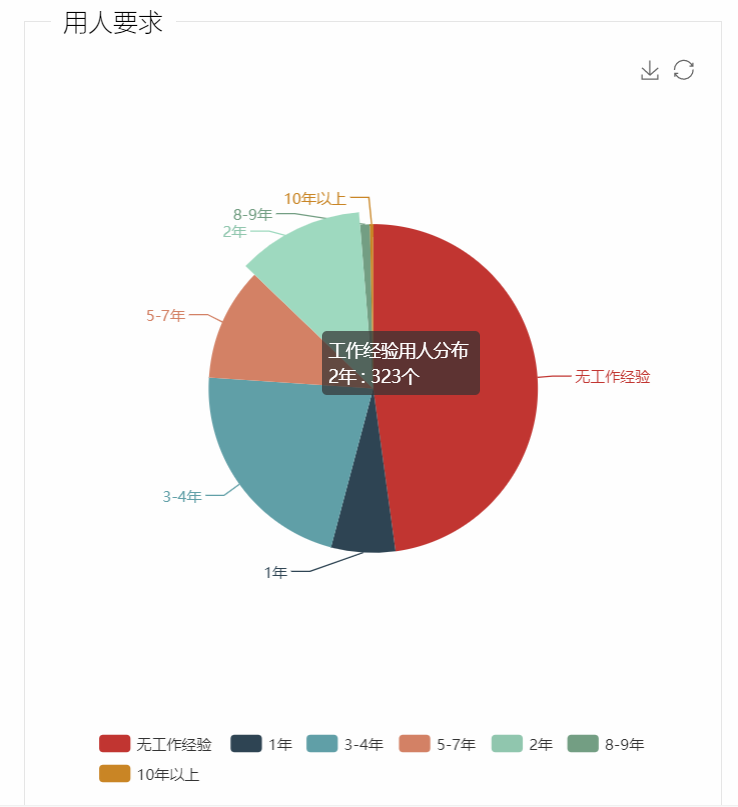 用人要求
10年以上
8-9年
2年
5-7年
工作经验用人分布
2年 : 323个
无工作经验
3-4年
1年
无工作经验 1年 3-4年 5-7年 2年 8-9年
10年以上